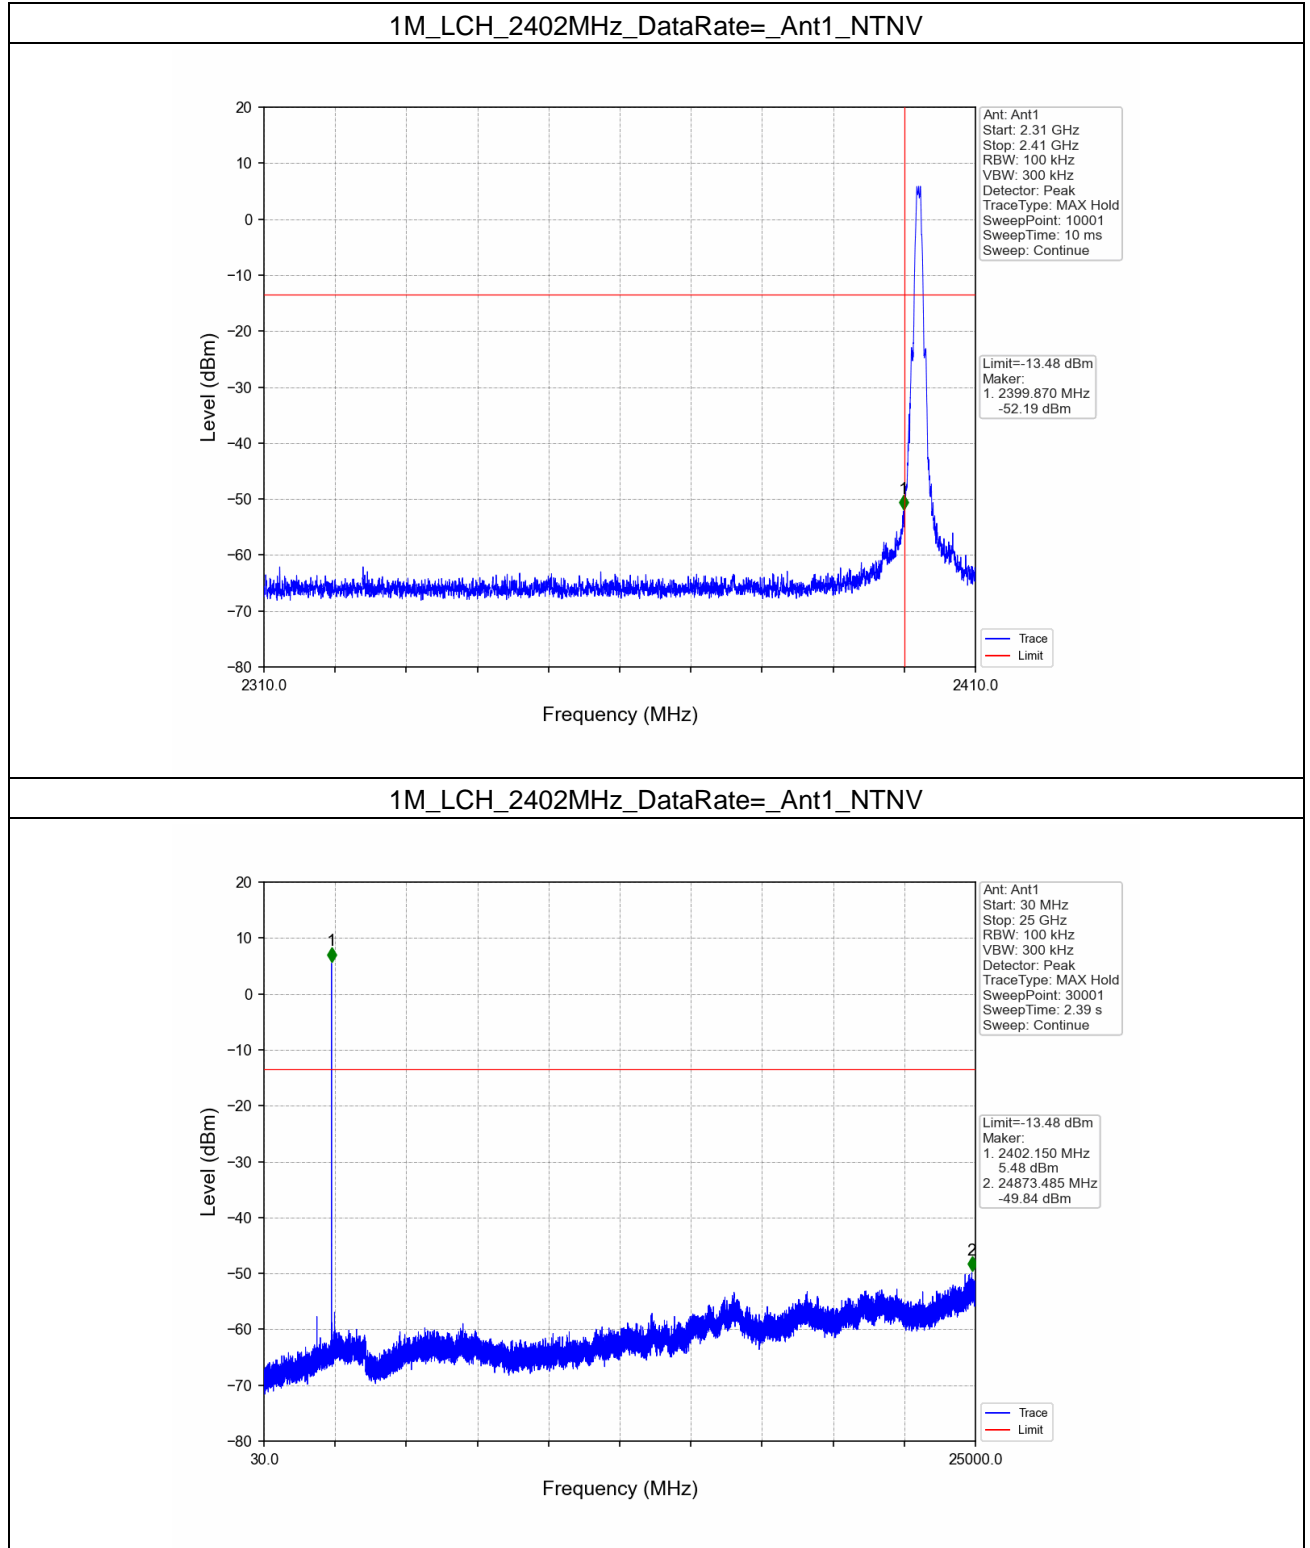 1M_LCH_2402MHz_DataRate=_Ant1_NTNV
20
10
0
−10
−20
−30
−40
−50
−60
−70
−80
Level (dBm)
1
2310.0
2410.0
Frequency (MHz)
Ant: Ant1
Start: 2.31 GHz
Stop: 2.41 GHz
RBW: 100 kHz
VBW: 300 kHz
Detector: Peak
TraceType: MAX Hold
SweepPoint: 10001
SweepTime: 10 ms
Sweep: Continue
Limit=-13.48 dBm
Maker:
1. 2399.870 MHz
-52.19 dBm
Trace
Limit
1M_LCH_2402MHz_DataRate=_Ant1_NTNV
20
10
0
−10
−20
−30
−40
−50
−60
−70
−80
Level (dBm)
1
2
30.0
25000.0
Frequency (MHz)
Ant: Ant1
Start: 30 MHz
Stop: 25 GHz
RBW: 100 kHz
VBW: 300 kHz
Detector: Peak
TraceType: MAX Hold
SweepPoint: 30001
SweepTime: 2.39 s
Sweep: Continue
Limit=-13.48 dBm
Maker:
1. 2402.150 MHz
5.48 dBm
2. 24873.485 MHz
-49.84 dBm
Trace
Limit